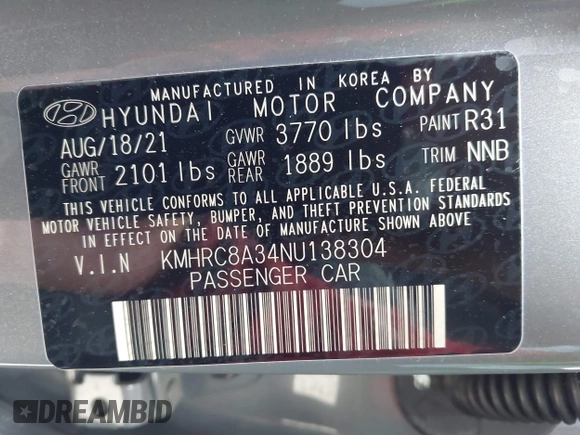 MANUFACTURED IN KOREA BY
HYUNDAI MOTOR COMPANY
AUG/18/21 GVWR 3770 lbs PAINT R31
GAWR FRONT 2101 lbs GAWR REAR 1889 lbs TRIM NNB
THIS VEHICLE CONFORMS TO ALL APPLICABLE U.S.A. FEDERAL
MOTOR VEHICLE SAFETY, BUMPER, AND THEFT PREVENTION STANDARDS
IN EFFECT ON THE DATE OF MANUFACTURE SHOWN ABOVE
V.I.N KMHRC8A34NU138304
PASSENGER CAR
DREAMBID